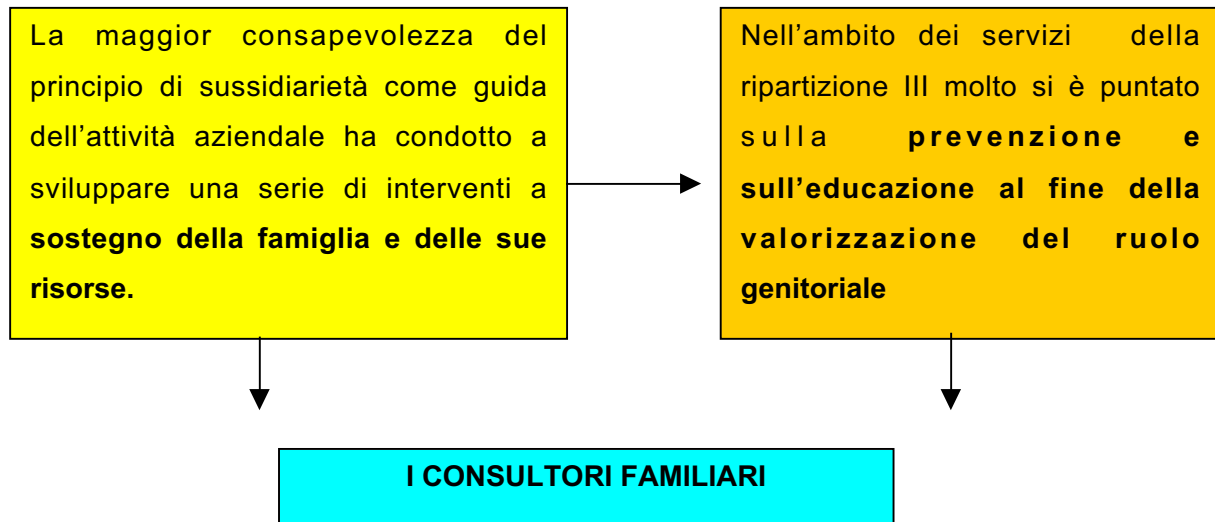 La maggior consapevolezza del
principio di sussidiarietà come guida
dell'attività aziendale ha condotto a
sviluppare una serie di interventi a
sostegno della famiglia e delle sue
risorse.
Nell'ambito dei servizi della
ripartizione III molto si è puntato
sulla prevenzione e
sull'educazione al fine della
valorizzazione del ruolo
genitoriale
I CONSULTORI FAMILIARI